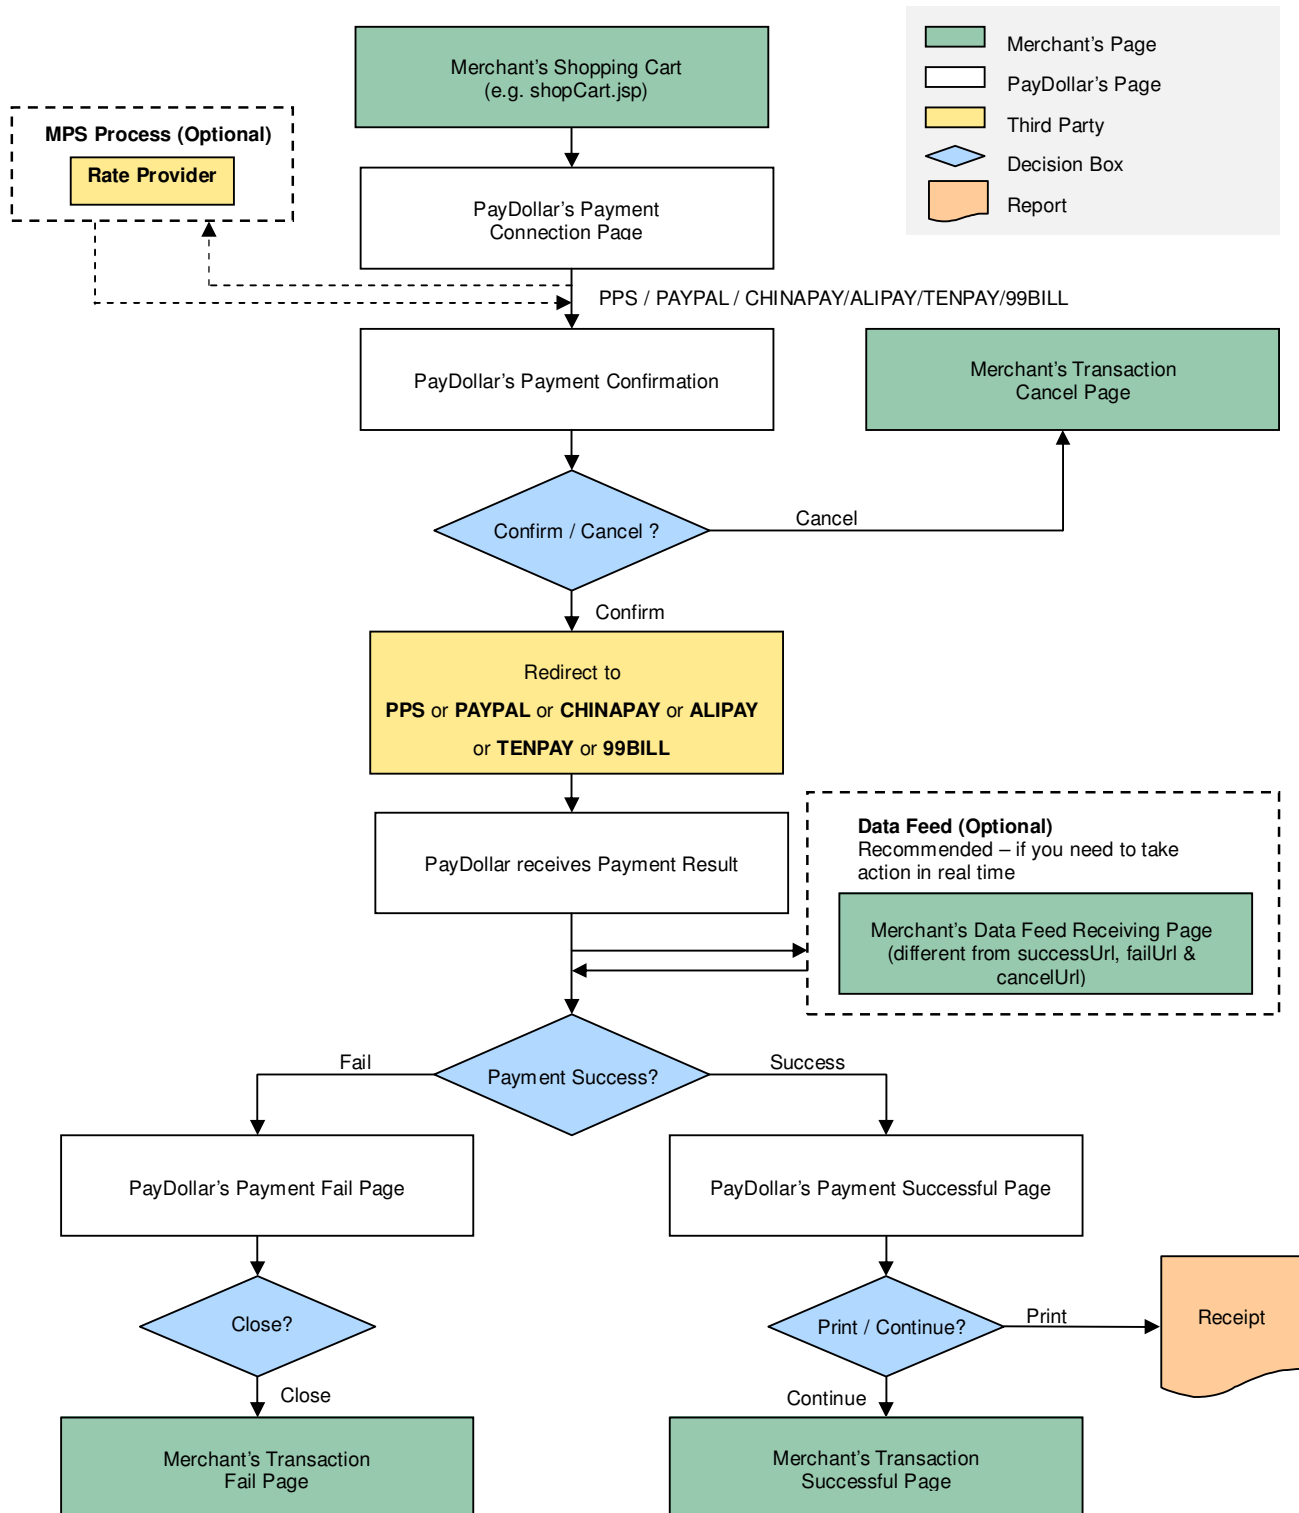 Merchant's Shopping Cart
(e.g. shopCart.jsp)
Merchant's Page
PayDollar's Page
Third Party
Decision Box
Report
MPS Process (Optional)
Rate Provider
PayDollar's Payment
Connection Page
PPS / PAYPAL / CHINAPAY/ALIPAY/TENPAY/99BILL
PayDollar's Payment Confirmation
Merchant's Transaction
Cancel Page
Confirm / Cancel ?
Cancel
Confirm
Redirect to
PPS or PAYPAL or CHINAPAY or ALIPAY
or TENPAY or 99BILL
PayDollar receives Payment Result
Data Feed (Optional)
Recommended – if you need to take
action in real time
Merchant's Data Feed Receiving Page
(different from successUrl, failUrl &
cancelUrl)
Fail
Payment Success?
Success
PayDollar's Payment Fail Page
PayDollar's Payment Successful Page
Close?
Print / Continue?
Print
Receipt
Close
Continue
Merchant's Transaction
Fail Page
Merchant's Transaction
Successful Page